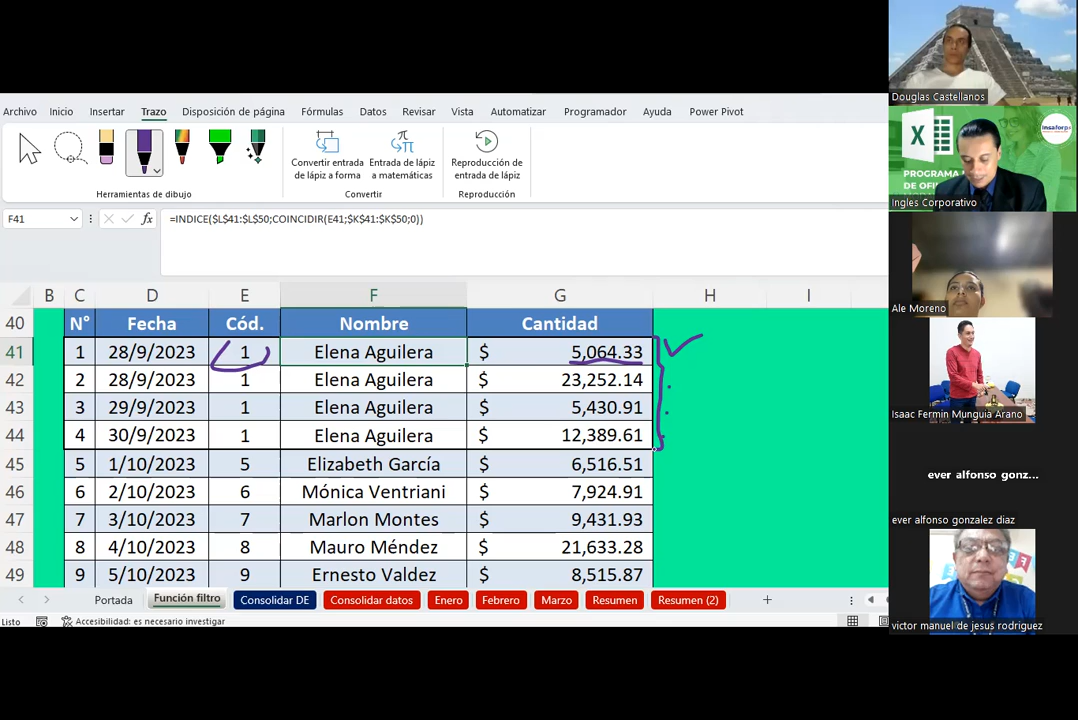 Archivo Inicio Insertar Trazo Disposición de página Fórmulas Datos Revisar Vista Automatizar Programador Ayuda Power Pivot
Convertir entrada de lápiz a forma
Entrada de lápiz a matemáticas
Reproducción de entrada de lápiz
Herramientas de dibujo Convertir Reproducción
F41 fx =INDICE($L$41:$L$50;COINCIDIR(E41;$K$41:$K$50;0))
B C D E F G H I
40 N° Fecha Cód. Nombre Cantidad
41 1 28/9/2023 1 Elena Aguilera $ 5,064.33
42 2 28/9/2023 1 Elena Aguilera $ 23,252.14
43 3 29/9/2023 1 Elena Aguilera $ 5,430.91
44 4 30/9/2023 1 Elena Aguilera $ 12,389.61
45 5 1/10/2023 5 Elizabeth García $ 6,516.51
46 6 2/10/2023 6 Mónica Ventriani $ 7,924.91
47 7 3/10/2023 7 Marlon Montes $ 9,431.93
48 8 4/10/2023 8 Mauro Méndez $ 21,633.28
49 9 5/10/2023 9 Ernesto Valdez $ 8,515.87
Portada Función filtro Consolidar DE Consolidar datos Enero Febrero Marzo Resumen Resumen (2)
Listo Accesibilidad: es necesario investigar
Douglas Castellanos
X
insaforp
PROGRAMA
DE OFI
Ingles Corporativo
Ale Moreno
Isaac Fermin Munguia Arano
ever alfonso gonz...
ever alfonso gonzalez diaz
victor manuel de jesus rodriguez